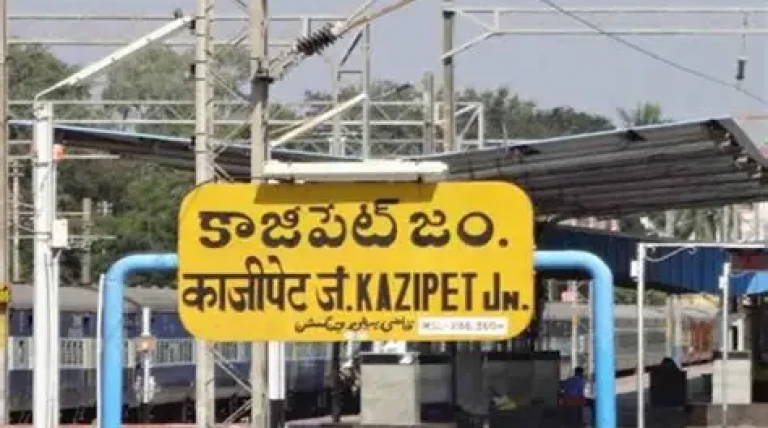 కాజీపేట్ జం.
काजीपेट जं. KAZIPET JN.
قاضی پیٹ جنکشن